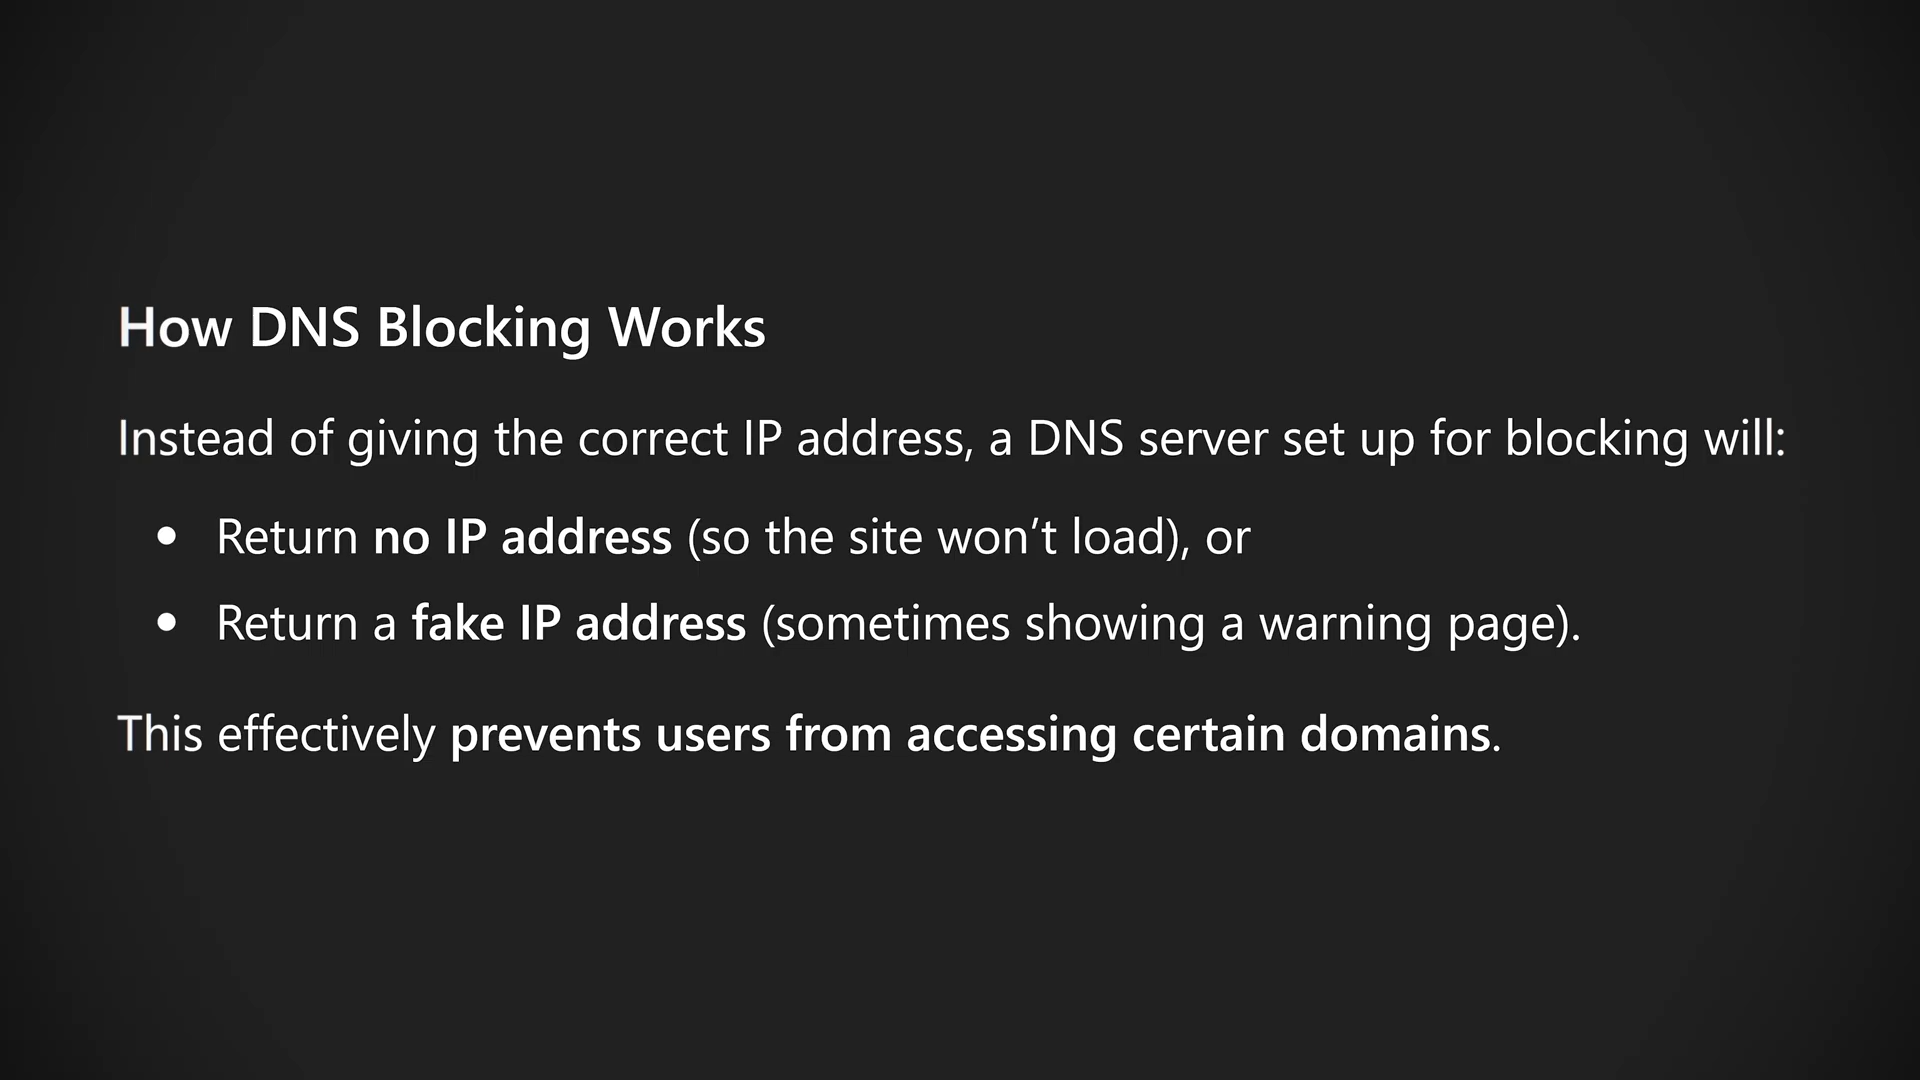 How DNS Blocking Works
Instead of giving the correct IP address, a DNS server set up for blocking will:
• Return no IP address (so the site won’t load), or
• Return a fake IP address (sometimes showing a warning page).
This effectively prevents users from accessing certain domains.